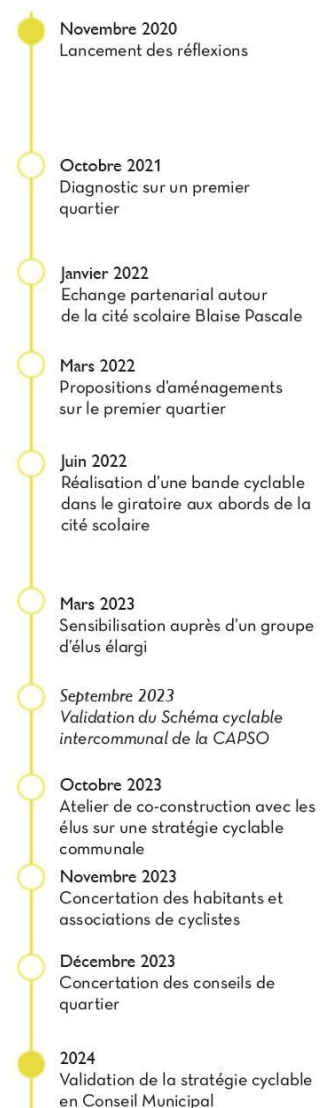 Novembre 2020
Lancement des réflexions
Octobre 2021
Diagnostic sur un premier
quartier
Janvier 2022
Echange partenarial autour
de la cité scolaire Blaise Pascale
Mars 2022
Propositions d'aménagements
sur le premier quartier
Juin 2022
Réalisation d'une bande cyclable
dans le giratoire aux abords de la
cité scolaire
Mars 2023
Sensibilisation auprès d'un groupe
d'élus élargi
Septembre 2023
Validation du Schéma cyclable
intercommunal de la CAPSO
Octobre 2023
Atelier de co-construction avec les
élus sur une stratégie cyclable
communale
Novembre 2023
Concertation des habitants et
associations de cyclistes
Décembre 2023
Concertation des conseils de
quartier
2024
Validation de la stratégie cyclable
en Conseil Municipal